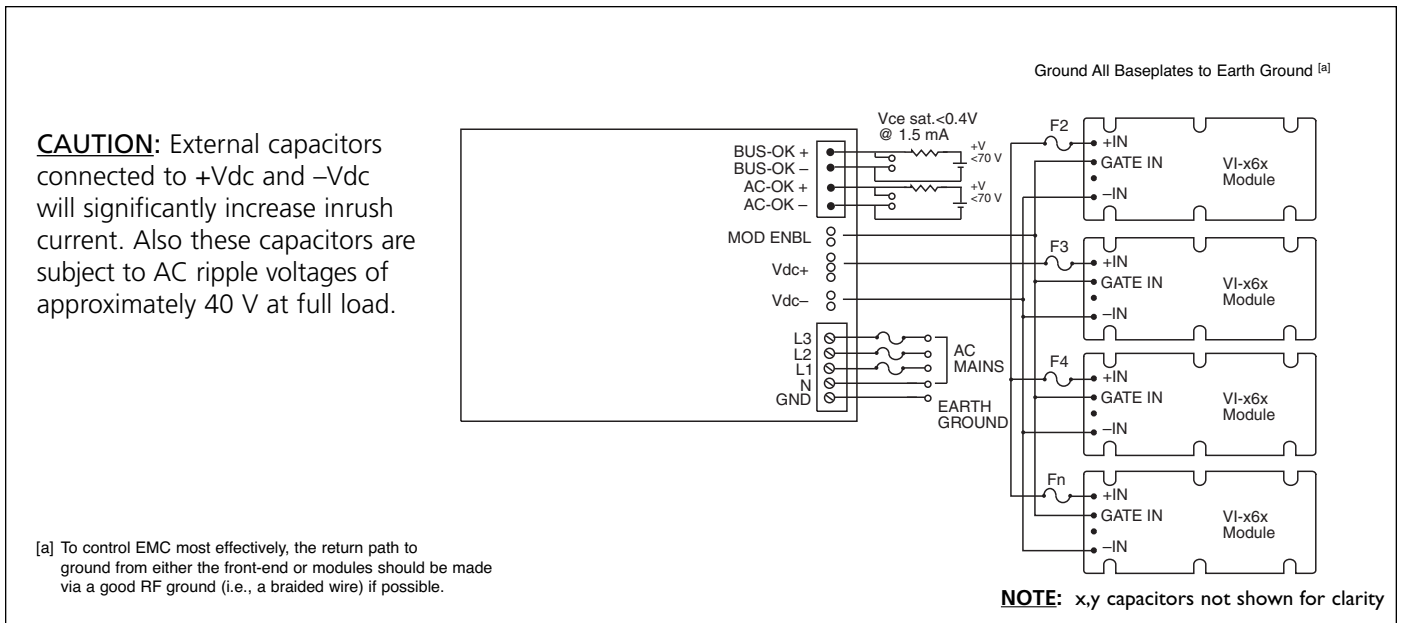 Ground All Baseplates to Earth Ground [a]
CAUTION: External capacitors
connected to +Vdc and –Vdc
will significantly increase inrush
current. Also these capacitors are
subject to AC ripple voltages of
approximately 40 V at full load.
[a] To control EMC most effectively, the return path to
ground from either the front-end or modules should be made
via a good RF ground (i.e., a braided wire) if possible.
Vce sat.<0.4V
@ 1.5 mA
BUS-OK +
BUS-OK –
AC-OK +
AC-OK –
+V
<70 V
+V
<70 V
MOD ENBL
Vdc+
Vdc–
L3
L2
L1
N
GND
AC
MAINS
EARTH
GROUND
F2
+IN
GATE IN
–IN
VI-x6x
Module
F3
+IN
GATE IN
–IN
VI-x6x
Module
F4
+IN
GATE IN
–IN
VI-x6x
Module
Fn
+IN
GATE IN
–IN
VI-x6x
Module
NOTE: x,y capacitors not shown for clarity